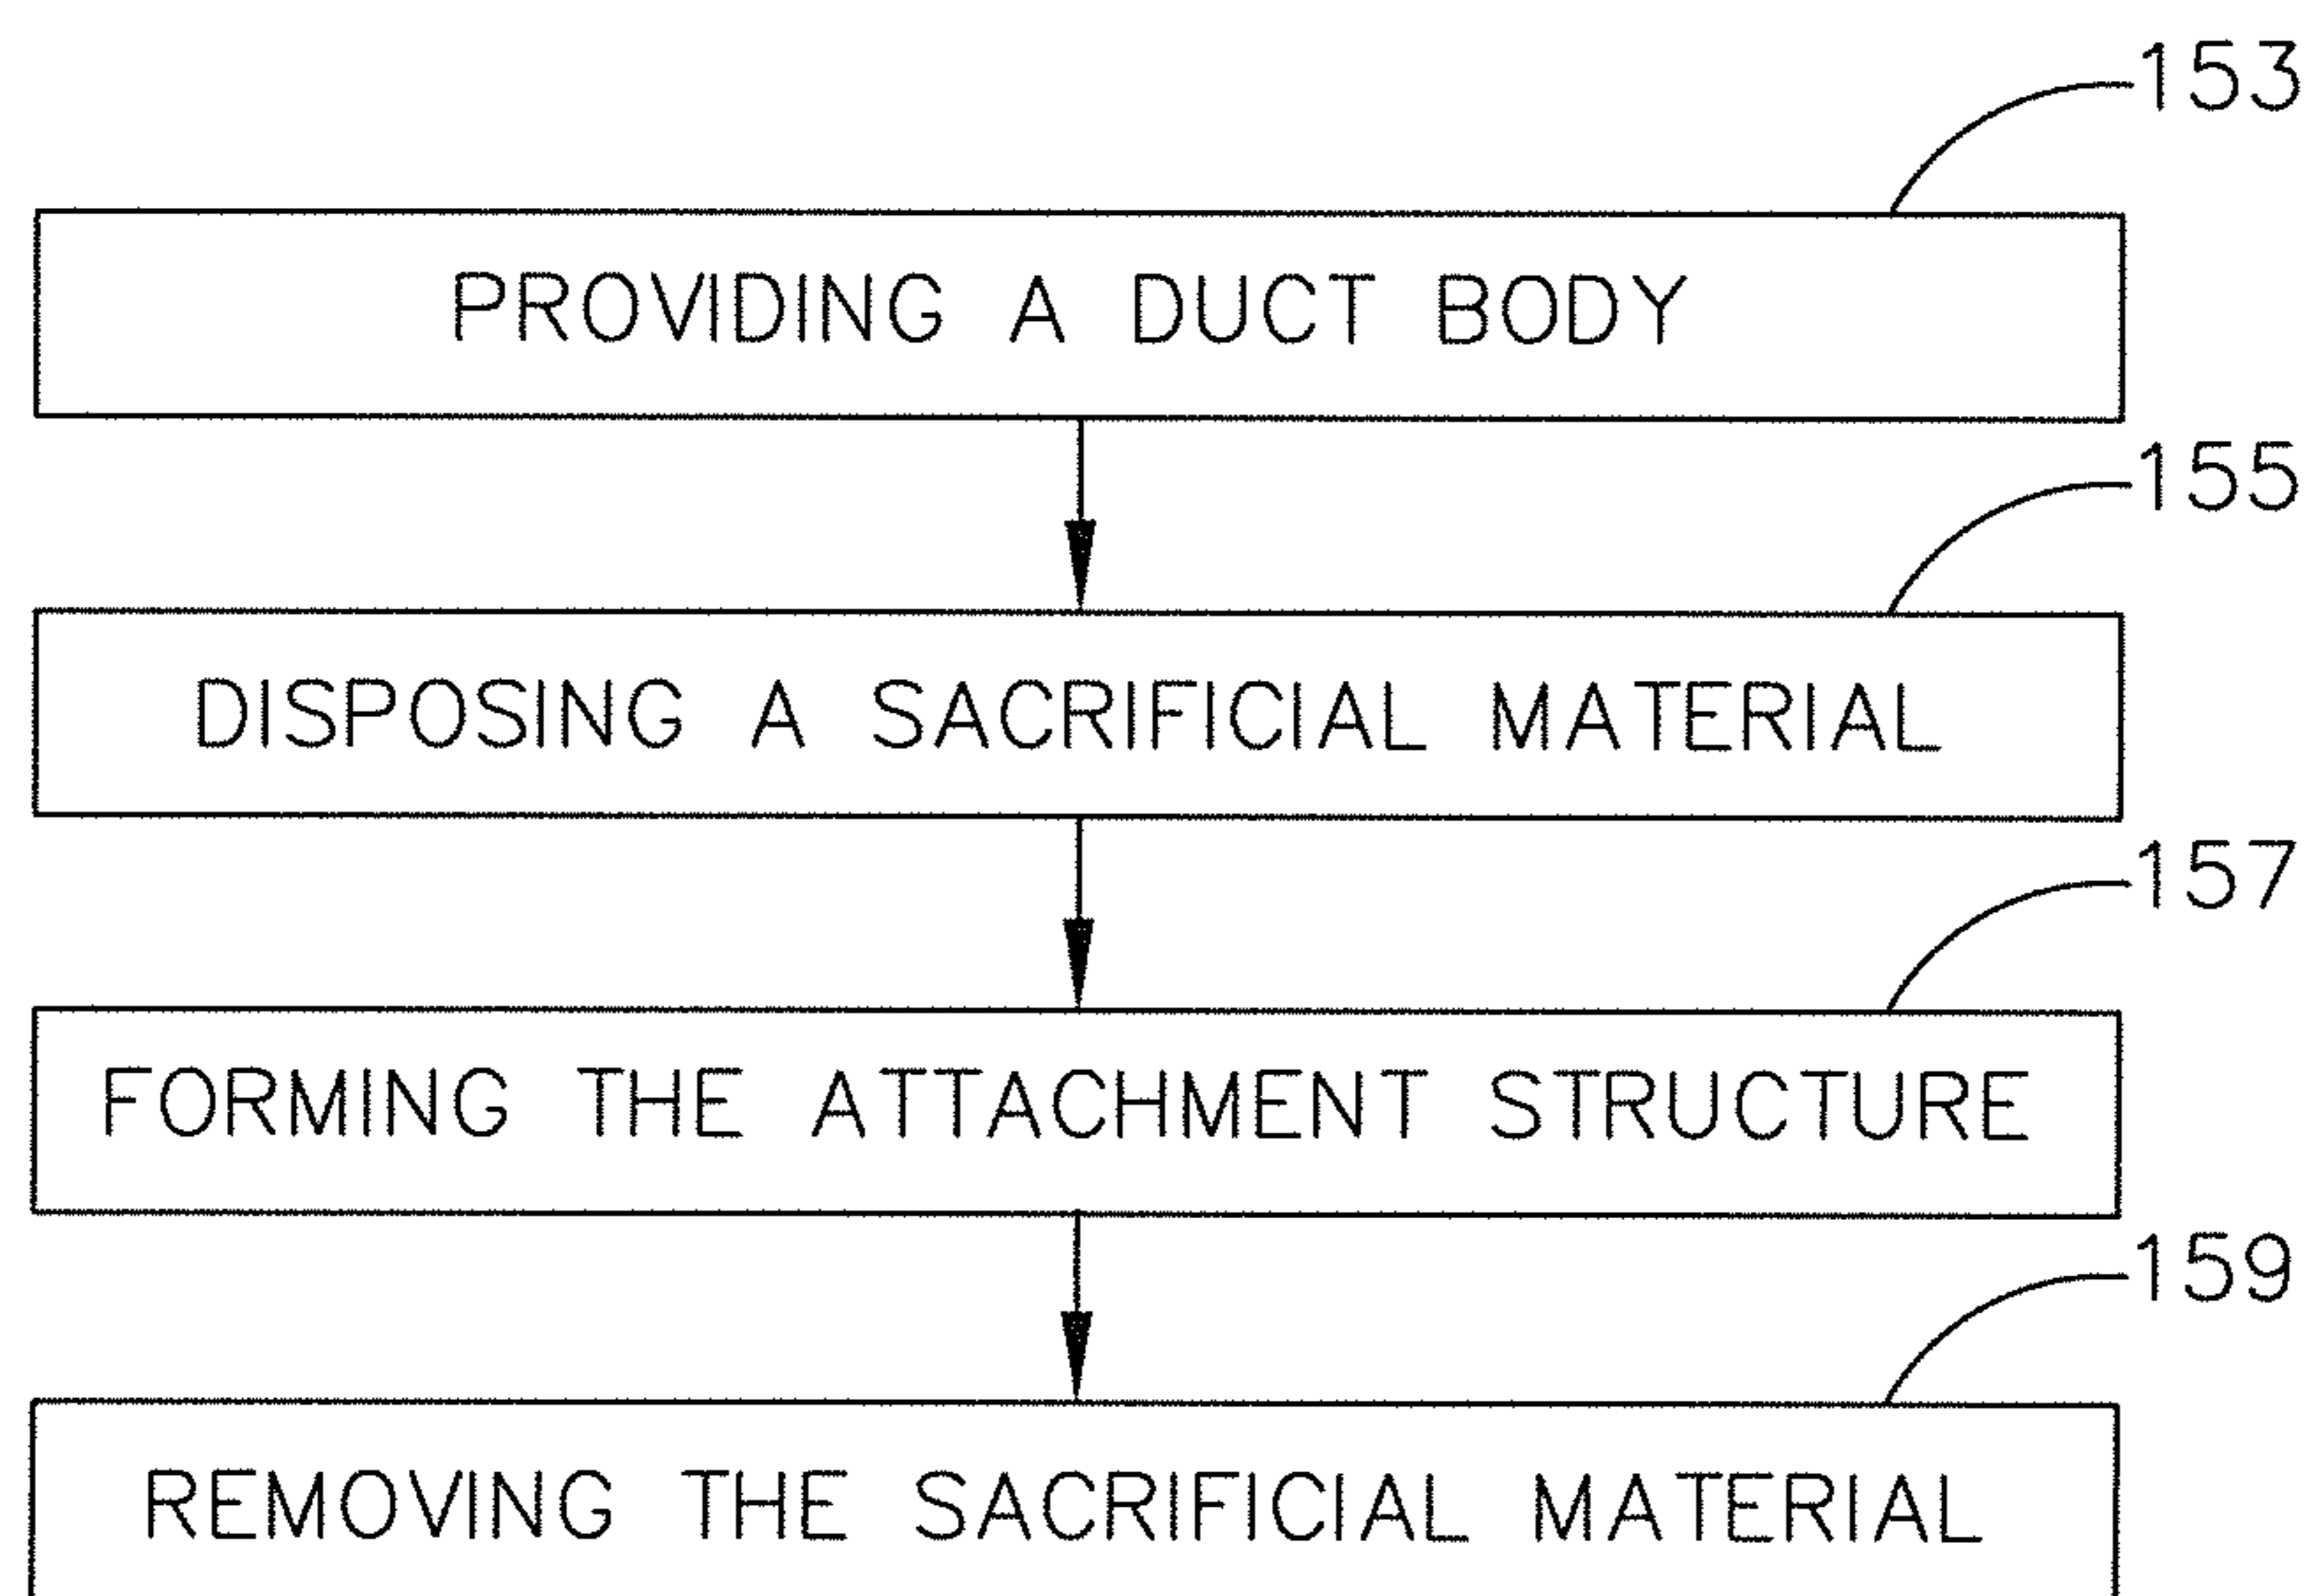 153
PROVIDING A DUCT BODY
155
DISPOSING A SACRIFICIAL MATERIAL
157
FORMING THE ATTACHMENT STRUCTURE
159
REMOVING THE SACRIFICIAL MATERIAL